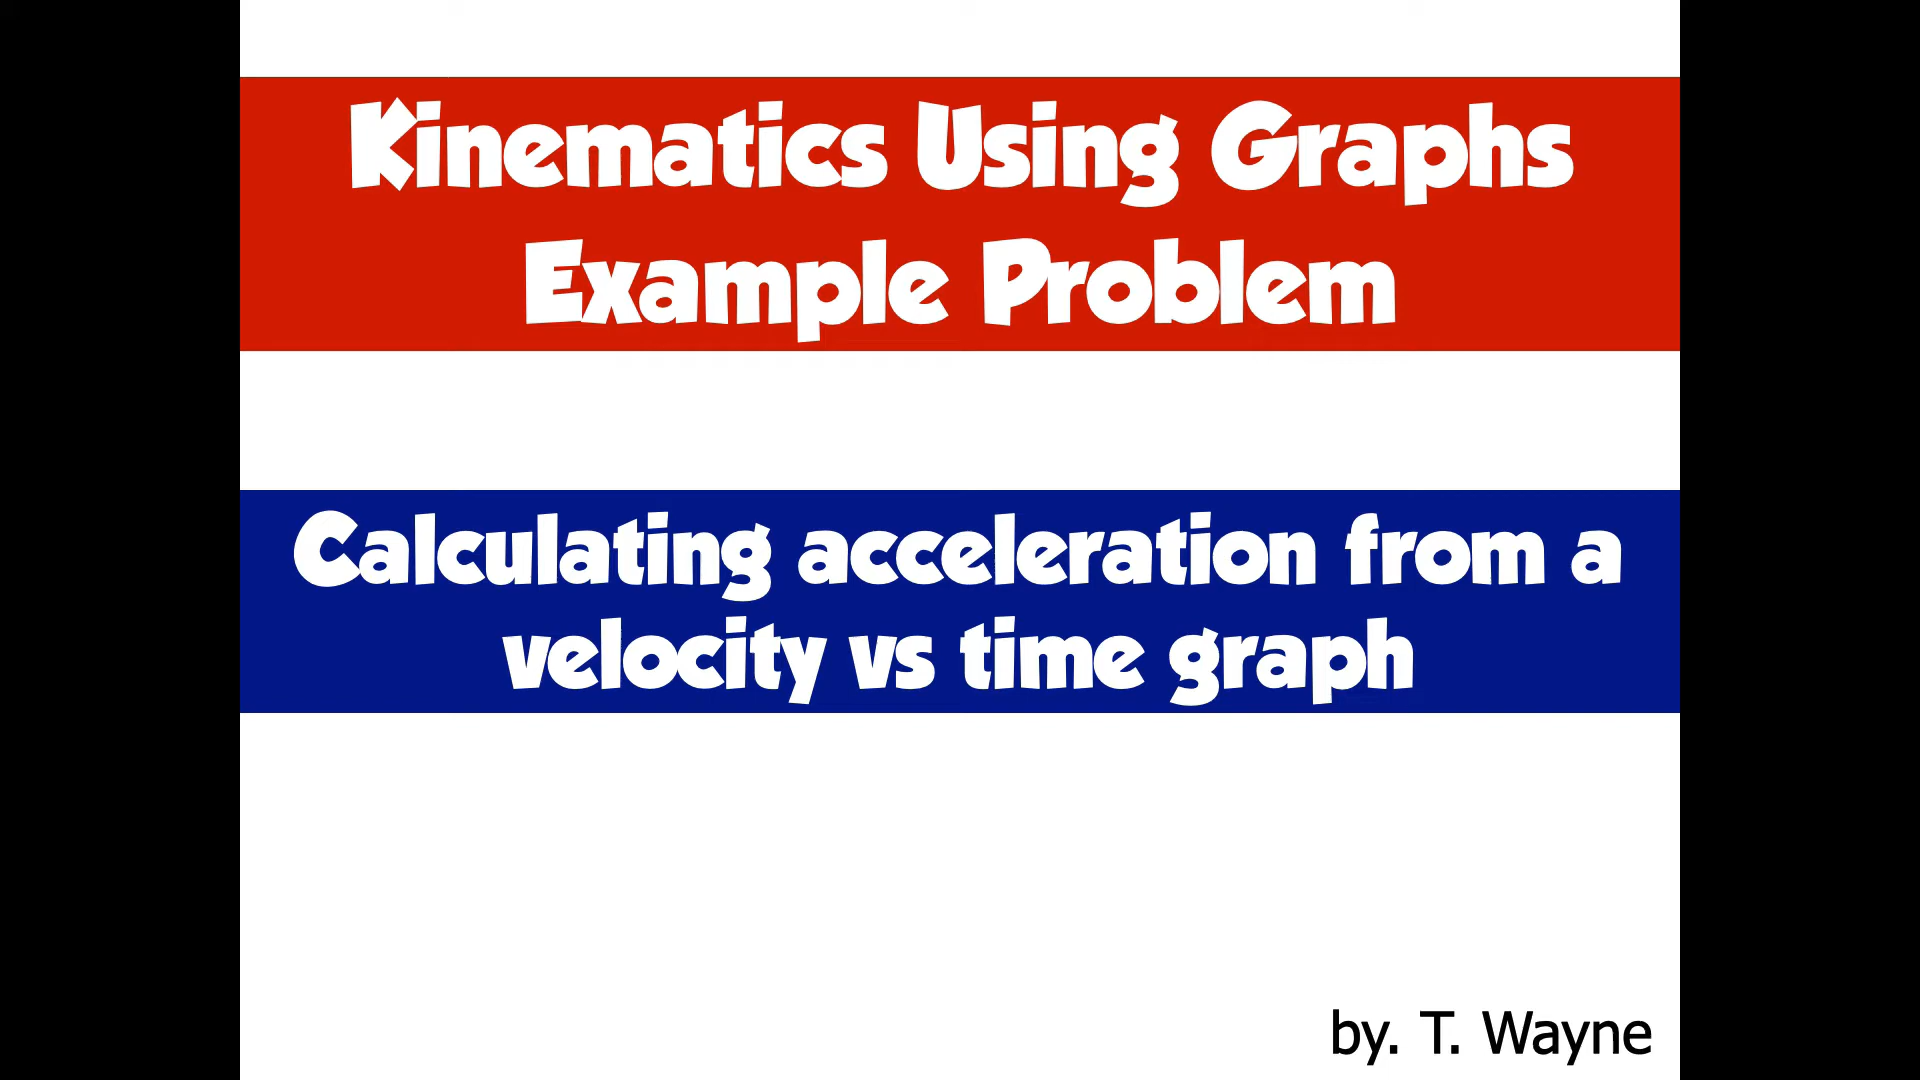 Kinematics Using Graphs
Example Problem
Calculating acceleration from a
velocity vs time graph
by. T. Wayne